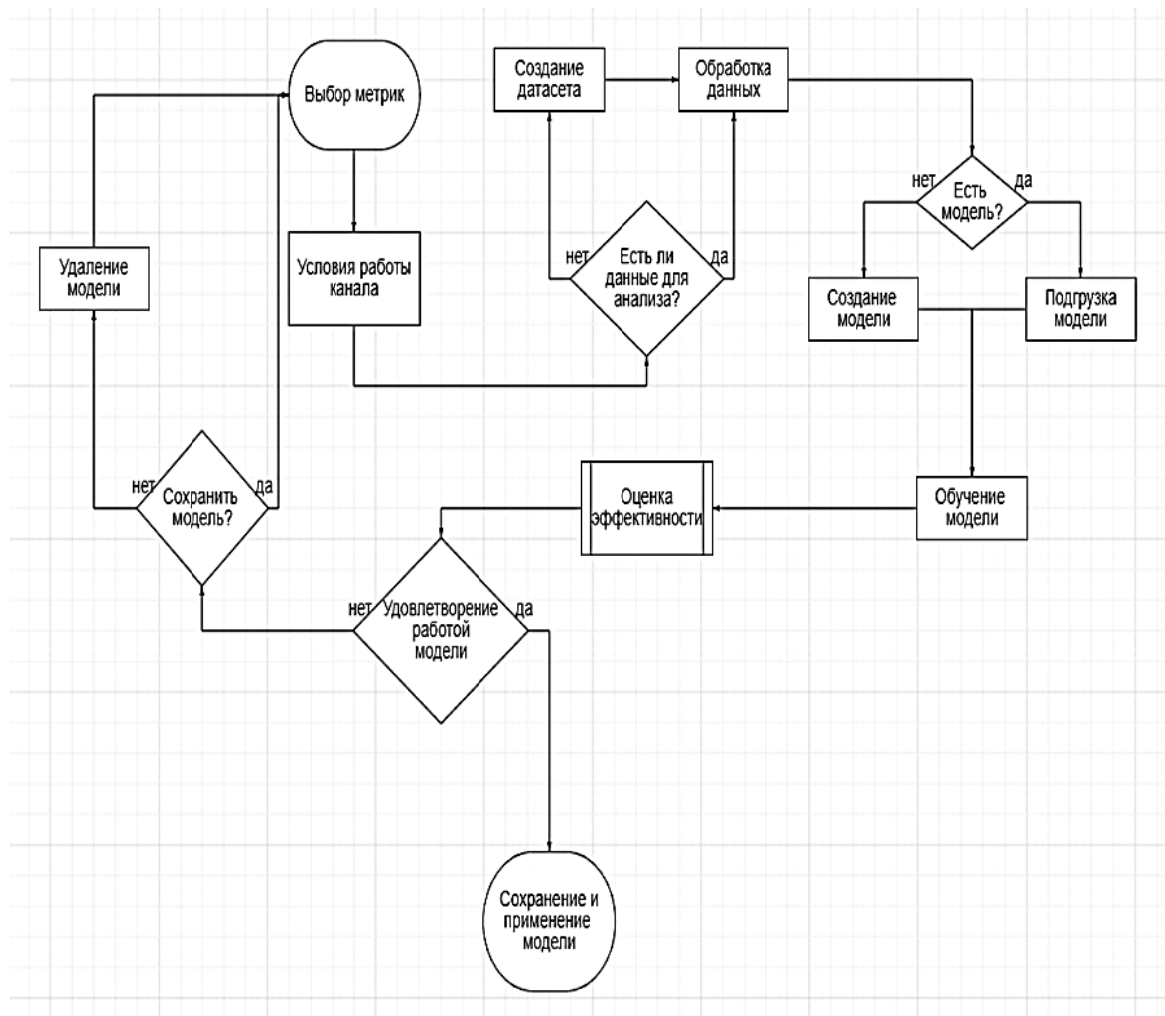 Выбор метрик
Условия работы
канала
Создание
датасета
Обработка
данных
Есть ли
данные для
анализа?
нет
да
Есть
модель?
нет
да
Создание
модели
Подгрузка
модели
Обучение
модели
Оценка
эффективности
Удовлетворение
работой
модели
нет
да
Сохранить
модель?
нет
да
Удаление
модели
Сохранение и
применение
модели